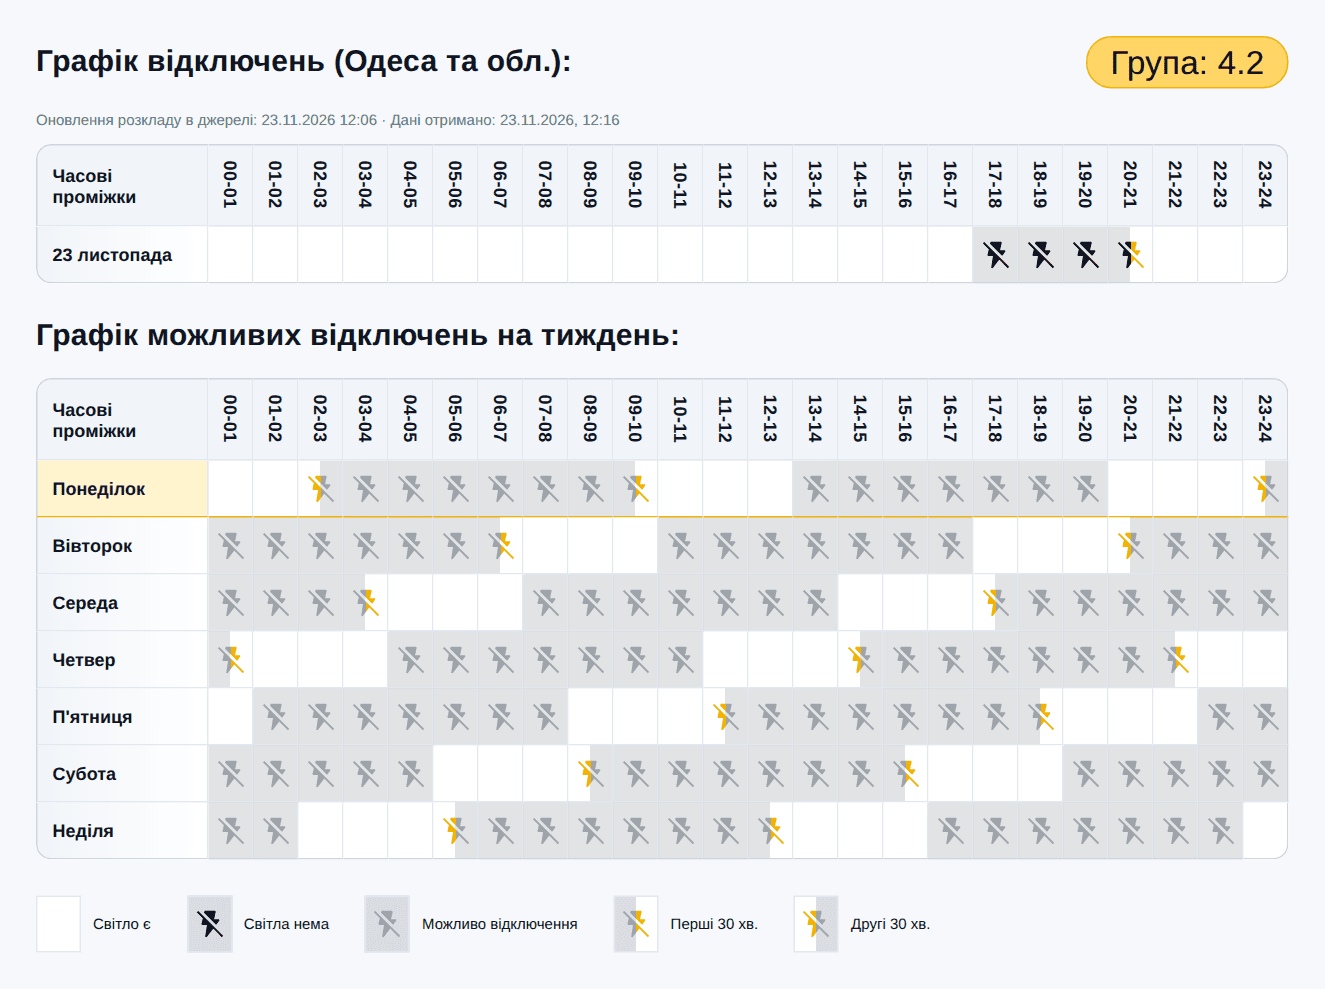 Графік відключень (Одеса та обл.):
Група: 4.2
Оновлення розкладу в джерелі: 23.11.2026 12:06 · Дані отримано: 23.11.2026, 12:16
Часові
проміжки
00-01 01-02 02-03 03-04 04-05 05-06 06-07 07-08 08-09 09-10 10-11 11-12 12-13 13-14 14-15 15-16 16-17 17-18 18-19 19-20 20-21 21-22 22-23 23-24
23 листопада
Графік можливих відключень на тиждень:
Часові
проміжки
00-01 01-02 02-03 03-04 04-05 05-06 06-07 07-08 08-09 09-10 10-11 11-12 12-13 13-14 14-15 15-16 16-17 17-18 18-19 19-20 20-21 21-22 22-23 23-24
Понеділок
Вівторок
Середа
Четвер
П'ятниця
Субота
Неділя
Світло є
Світла нема
Можливо відключення
Перші 30 хв.
Другі 30 хв.